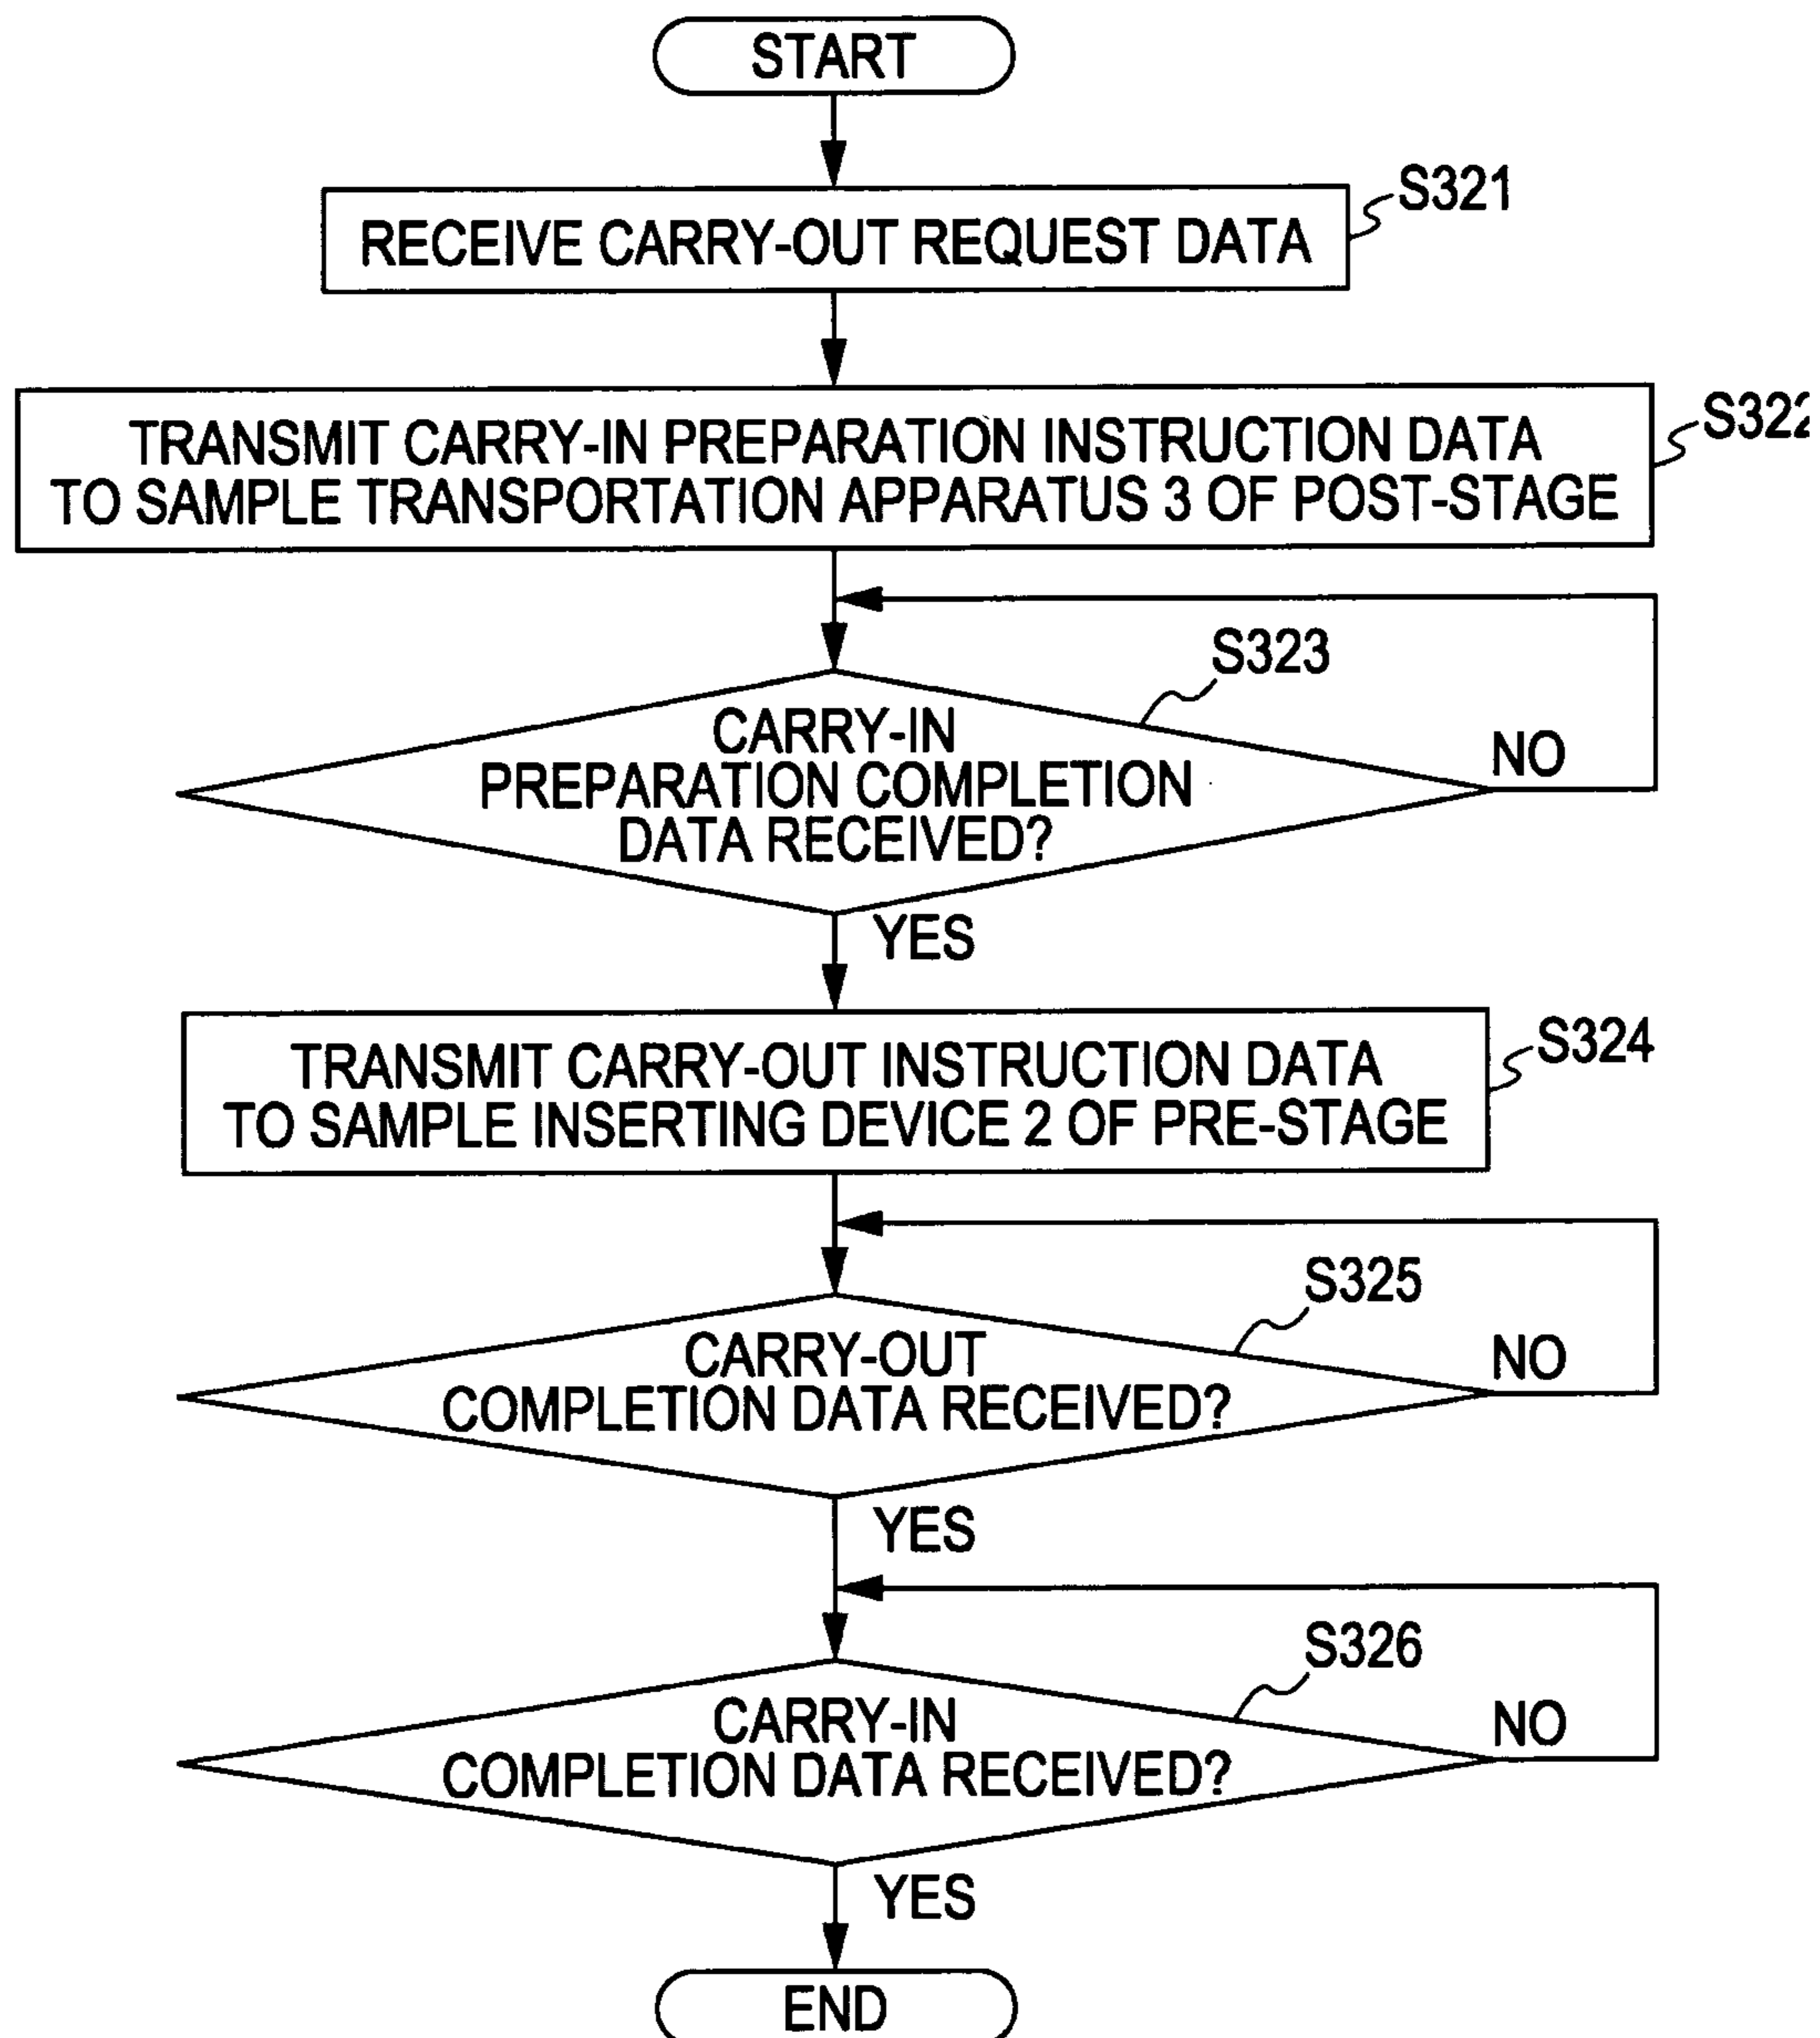 START
RECEIVE CARRY-OUT REQUEST DATA
S321
TRANSMIT CARRY-IN PREPARATION INSTRUCTION DATA
TO SAMPLE TRANSPORTATION APPARATUS 3 OF POST-STAGE
S322
S323
CARRY-IN
PREPARATION COMPLETION
DATA RECEIVED?
NO
YES
TRANSMIT CARRY-OUT INSTRUCTION DATA
TO SAMPLE INSERTING DEVICE 2 OF PRE-STAGE
S324
S325
CARRY-OUT
COMPLETION DATA RECEIVED?
NO
YES
S326
CARRY-IN
COMPLETION DATA RECEIVED?
NO
YES
END